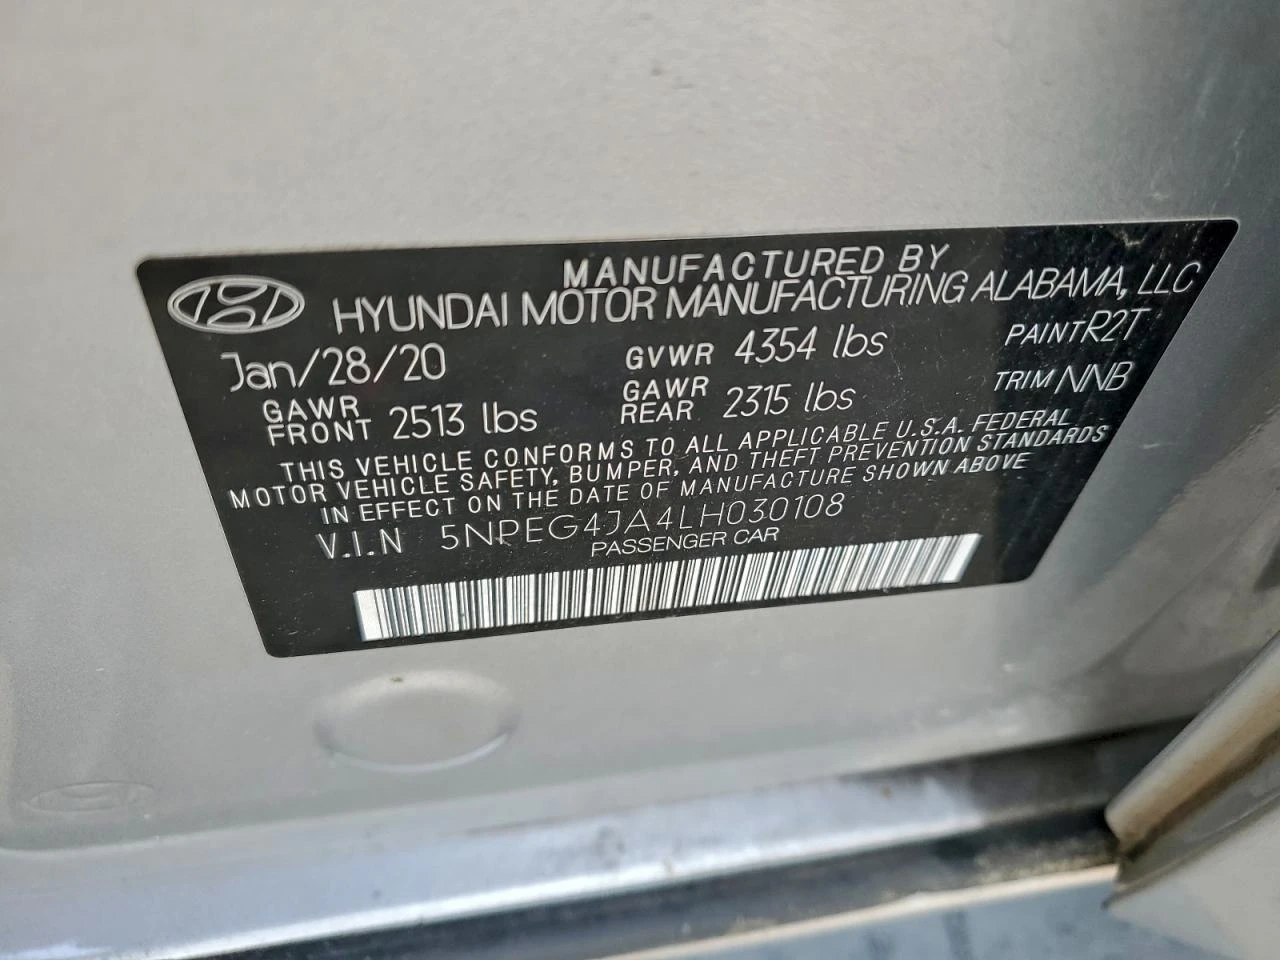 MANUFACTURED BY
HYUNDAI MOTOR MANUFACTURING ALABAMA, LLC
Jan/28/20 GVWR 4354 lbs PAINT R2T
GAWR FRONT 2513 lbs GAWR REAR 2315 lbs TRIM NNB
THIS VEHICLE CONFORMS TO ALL APPLICABLE U.S.A. FEDERAL
MOTOR VEHICLE SAFETY, BUMPER, AND THEFT PREVENTION STANDARDS
IN EFFECT ON THE DATE OF MANUFACTURE SHOWN ABOVE
V.I.N 5NPEG4JA4LH030108
PASSENGER CAR